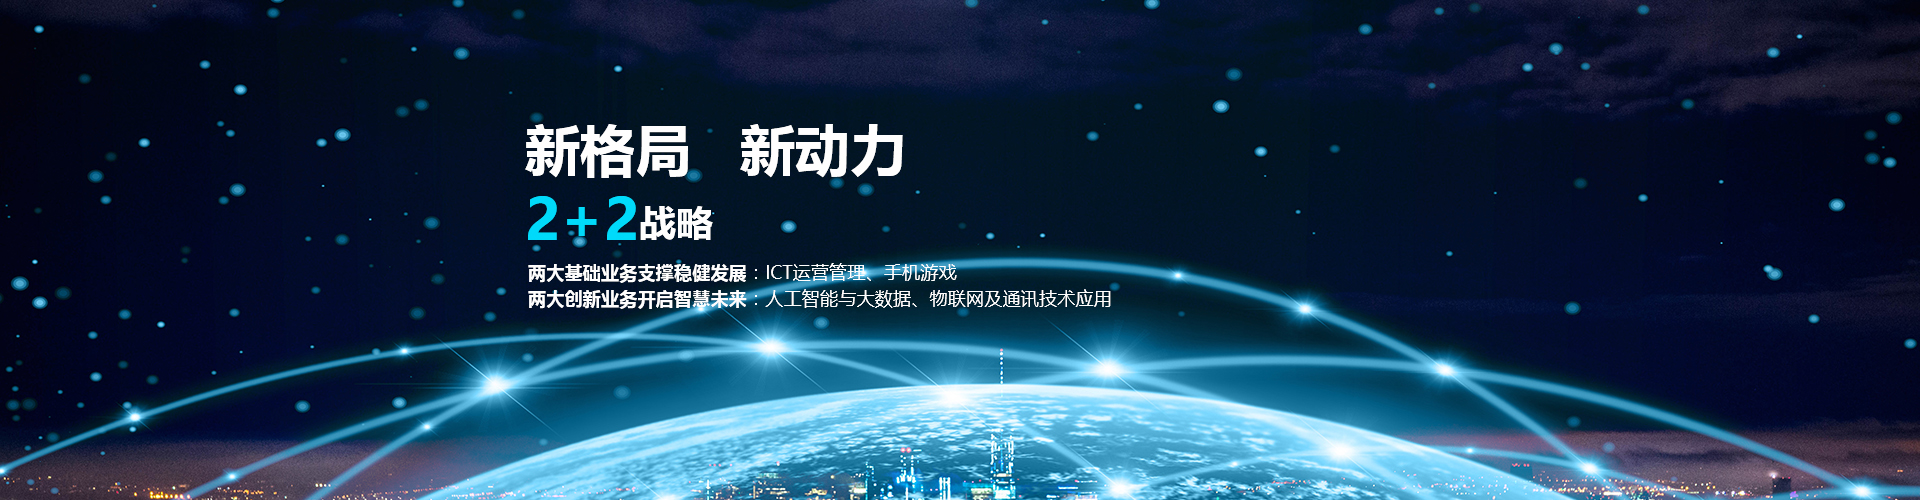 新格局 新动力
2+2战略
两大基础业务支撑稳健发展：ICT运营管理、手机游戏
两大创新业务开启智慧未来：人工智能与大数据、物联网及通讯技术应用